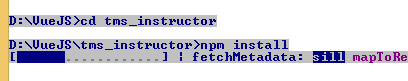 D:\VueJS>cd tms_instructor
D:\VueJS\tms_instructor>npm install
[      ............] | fetchMetadata: sill mapToRe